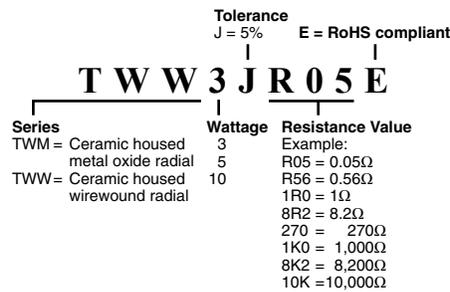 Tolerance
J = 5%
E = RoHS compliant
T W W 3 J R 0 5 E
Series
TWM = Ceramic housed
metal oxide radial
TWW = Ceramic housed
wirewound radial
Wattage
3
5
10
Resistance Value
Example:
R05 = 0.05Ω
R56 = 0.56Ω
1R0 = 1Ω
8R2 = 8.2Ω
270 = 270Ω
1K0 = 1,000Ω
8K2 = 8,200Ω
10K =10,000Ω